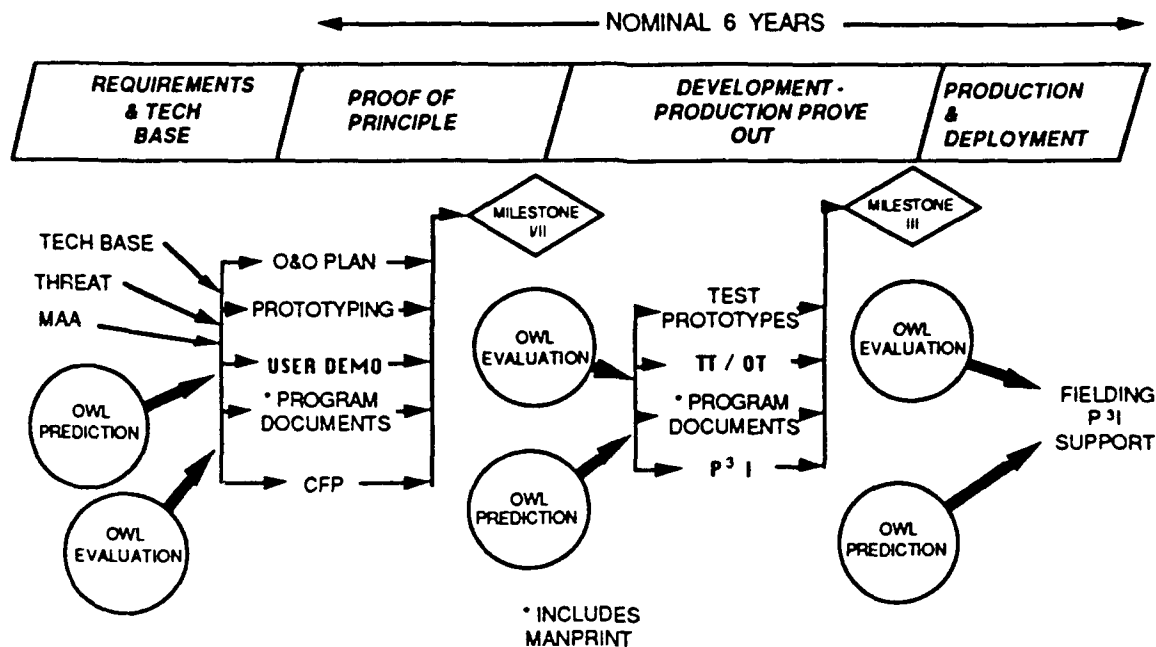 NOMINAL 6 YEARS
REQUIREMENTS
& TECH
BASE
PROOF OF
PRINCIPLE
DEVELOPMENT -
PRODUCTION PROVE
OUT
PRODUCTION
&
DEPLOYMENT
MILESTONE
I/II
MILESTONE
III
TECH BASE
THREAT
MAA
O&O PLAN
PROTOTYPING
USER DEMO
* PROGRAM
DOCUMENTS
CFP
OWL
PREDICTION
OWL
EVALUATION
OWL
EVALUATION
OWL
PREDICTION
TEST
PROTOTYPES
TT / OT
* PROGRAM
DOCUMENTS
P³ I
OWL
EVALUATION
OWL
PREDICTION
FIELDING
P³I
SUPPORT
* INCLUDES
MANPRINT